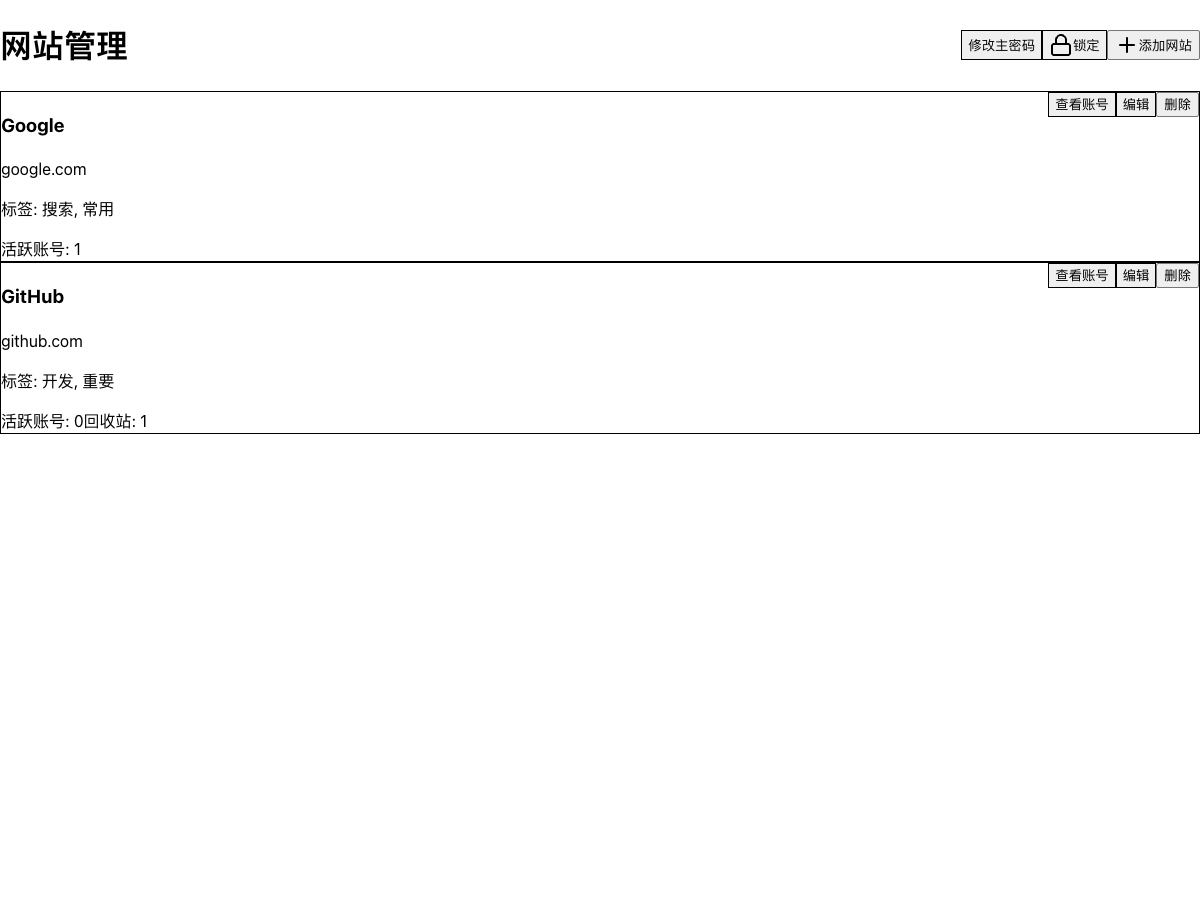 网站管理
修改主密码 锁定 添加网站
Google
查看账号 编辑 删除
google.com
标签: 搜索, 常用
活跃账号: 1
GitHub
查看账号 编辑 删除
github.com
标签: 开发, 重要
活跃账号: 0回收站: 1